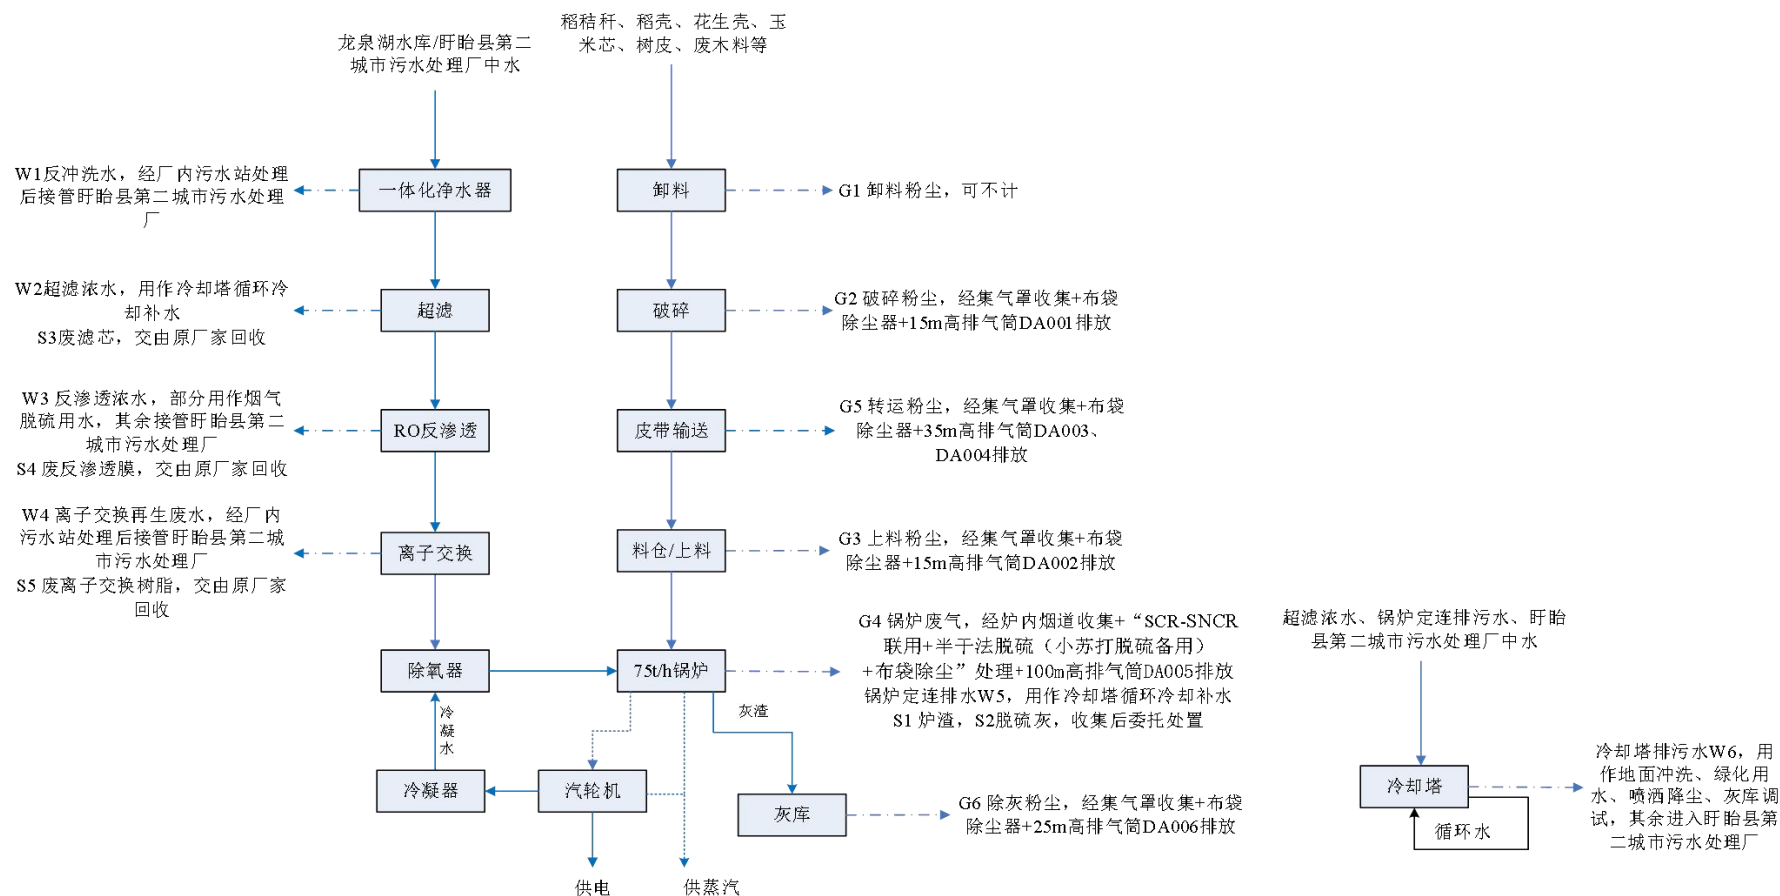 稻秸秆、稻壳、花生壳、玉
米芯、树皮、废木料等
龙泉湖水库/盱眙县第二
城市污水处理厂中水
W1反冲洗水，经厂内污水站处理
后接管盱眙县第二城市污水处理
厂
一体化净水器
卸料
G1 卸料粉尘，可不计
W2超滤浓水，用作冷却塔循环冷
却补水
S3废滤芯，交由原厂家回收
超滤
破碎
G2 破碎粉尘，经集气罩收集+布袋
除尘器+15m高排气筒DA001排放
W3 反渗透浓水，部分用作烟气
脱硫用水，其余接管盱眙县第二
城市污水处理厂
S4 废反渗透膜，交由原厂家回收
RO反渗透
皮带输送
G5 转运粉尘，经集气罩收集+布袋
除尘器+35m高排气筒DA003、
DA004排放
W4 离子交换再生废水，经厂内
污水站处理后接管盱眙县第二城
市污水处理厂
S5 废离子交换树脂，交由原厂家
回收
离子交换
料仓/上料
G3 上料粉尘，经集气罩收集+布袋
除尘器+15m高排气筒DA002排放
除氧器
75t/h锅炉
G4 锅炉废气，经炉内烟道收集+“SCR-SNCR
联用+半干法脱硫（小苏打脱硫备用）
+布袋除尘”处理+100m高排气筒DA005排放
锅炉定连排水W5，用作冷却塔循环冷却补水
S1 炉渣，S2脱硫灰，收集后委托处置
冷
凝
水
灰渣
冷凝器
汽轮机
灰库
G6 除灰粉尘，经集气罩收集+布袋
除尘器+25m高排气筒DA006排放
供电
供蒸汽
超滤浓水、锅炉定连排污水、盱眙
县第二城市污水处理厂中水
冷却塔
循环水
冷却塔排污水W6，用
作地面冲洗、绿化用
水、喷洒降尘、灰库调
试，其余进入盱眙县第
二城市污水处理厂